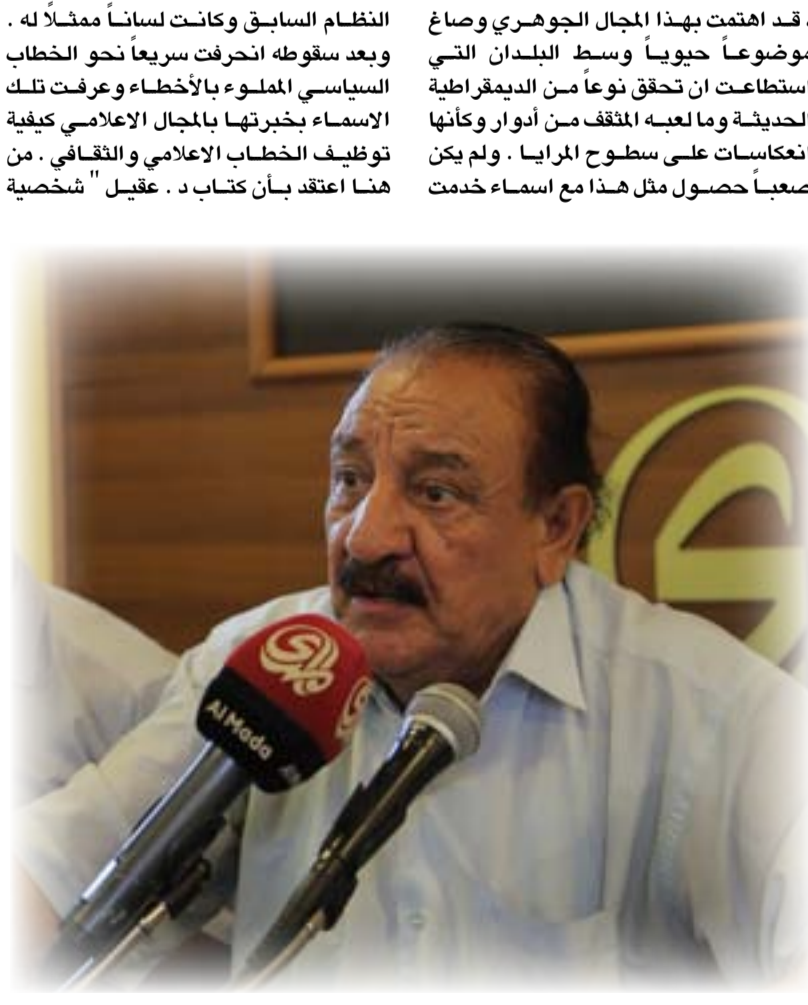 قد اهتمت بهذا المجال الجوهري وصاغ
موضوعاً حيوياً وسط البلدان التي
استطاعت ان تحقق نوعاً من الديمقراطية
الحديثة وما لعبه المثقف من أدوار وكأنها
انعكاسات على سطوح المرايا . ولم يكن
صعباً حصول مثل هذا مع اسماء خدمت
النظام السابق وكانت لساناً ممثلاً له .
وبعد سقوطه انحرفت سريعاً نحو الخطاب
السياسي المملوء بالأخطاء وعرفت تلك
الاسماء بخبرتها بالمجال الاعلامي كيفية
توظيف الخطاب الاعلامي والثقافي . من
هنا اعتقد بأن كتاب د . عقيل " شخصية
مدى
Al Mada